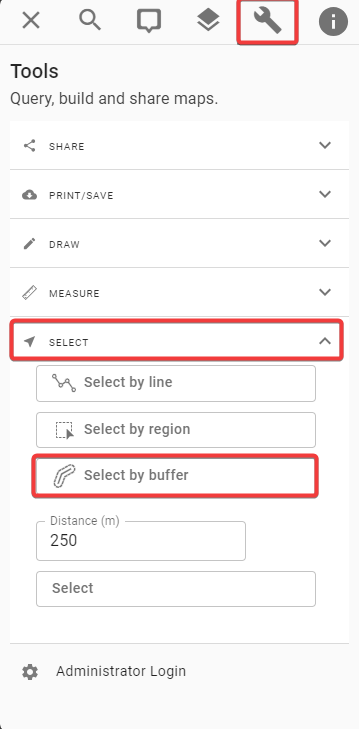 Tools
Query, build and share maps.
SHARE
PRINT/SAVE
DRAW
MEASURE
SELECT
Select by line
Select by region
Select by buffer
Distance (m)
250
Select
Administrator Login